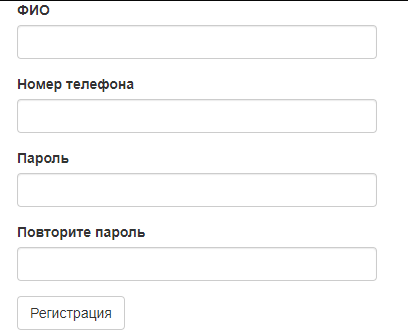 ФИО
Номер телефона
Пароль
Повторите пароль
Регистрация